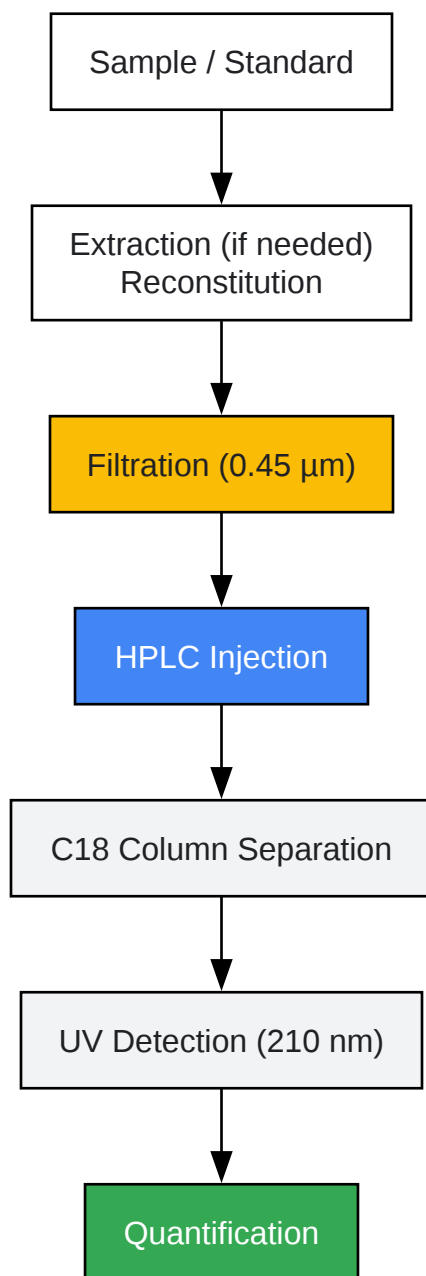 Sample / Standard
Extraction (if needed)
Reconstitution
Filtration (0.45 µm)
HPLC Injection
C18 Column Separation
UV Detection (210 nm)
Quantification